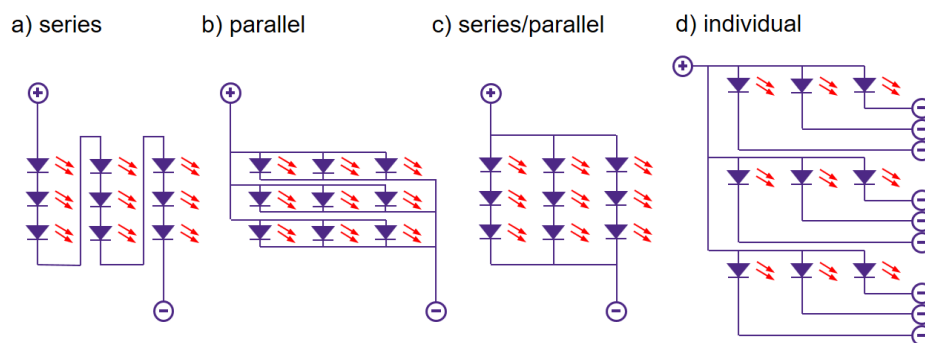 a) series
b) parallel
c) series/parallel
d) individual